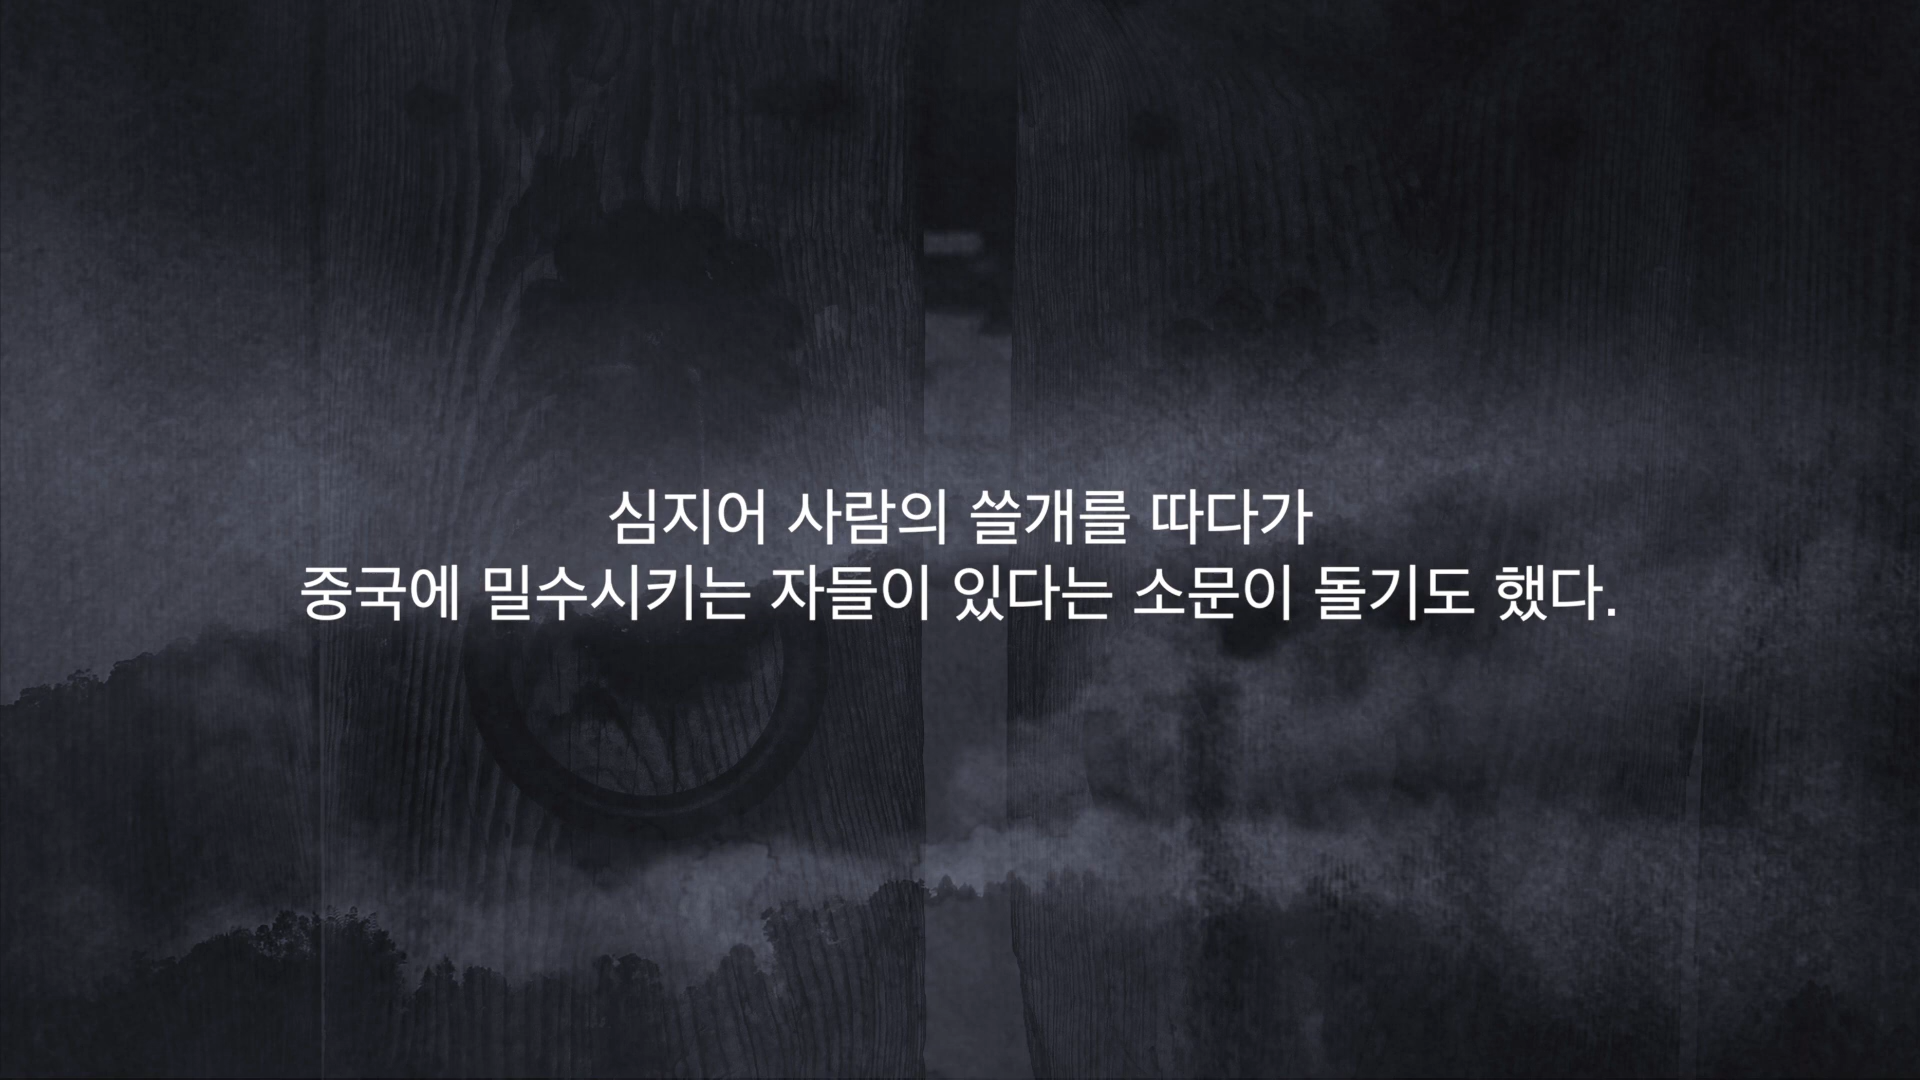 심지어 사람의 쓸개를 따다가
중국에 밀수시키는 자들이 있다는 소문이 돌기도 했다.